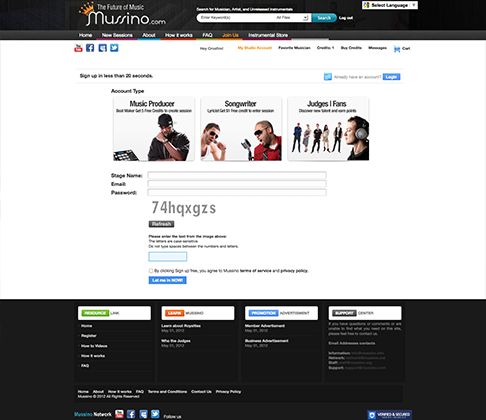 The Future of Music
Mussino.com
Select Language
Search for Musician, Artist, and Unreleased Instrumentals
Enter Keyword(s) All Files Search Log out
Home New Sessions About How it works FAQ Join Us Instrumental Store
You Tube
My Studio Account Favorite Musician Credits: 1 Buy Credits Messages Cart
Sign up in less than 20 seconds.
Already have an account? Login
Account Type
Music Producer
Beat Maker Get 5 Free Credits to create session
Songwriter
Lyricist Get $1 Free credit to enter session
Judges | Fans
Discover new talent and earn points
Stage Name:
Email:
Password:
74hqxgzs
Refresh
Please enter the text from the image above:
The letters are case-sensitive.
Do not type spaces between the numbers and letters.
By clicking Sign up free, you agree to Mussino terms of service and privacy policy.
Let me in NOW!
RESOURCE LINK
Home
Register
How to Videos
How it works
FAQ
LEARN MUSSINO
Learn about Royalties
May 01, 2012
Who the Judges
May 01, 2012
PROMOTION ADVERTISMENT
Member Advertisement
May 01, 2012
Business Advertisement
May 01, 2012
SUPPORT CENTER
If you have questions or comments or are unable to find what you need on this site, please feel free to contact us.
Email Addresses contacts
Information:
Network:
Staff:
Support:
Home About How it works FAQ Terms and Conditions Contact Us Privacy Policy
Mussino © 2012 All Rights Reserved
Mussino Network You Tube Follow us
VERIFIED & SECURED